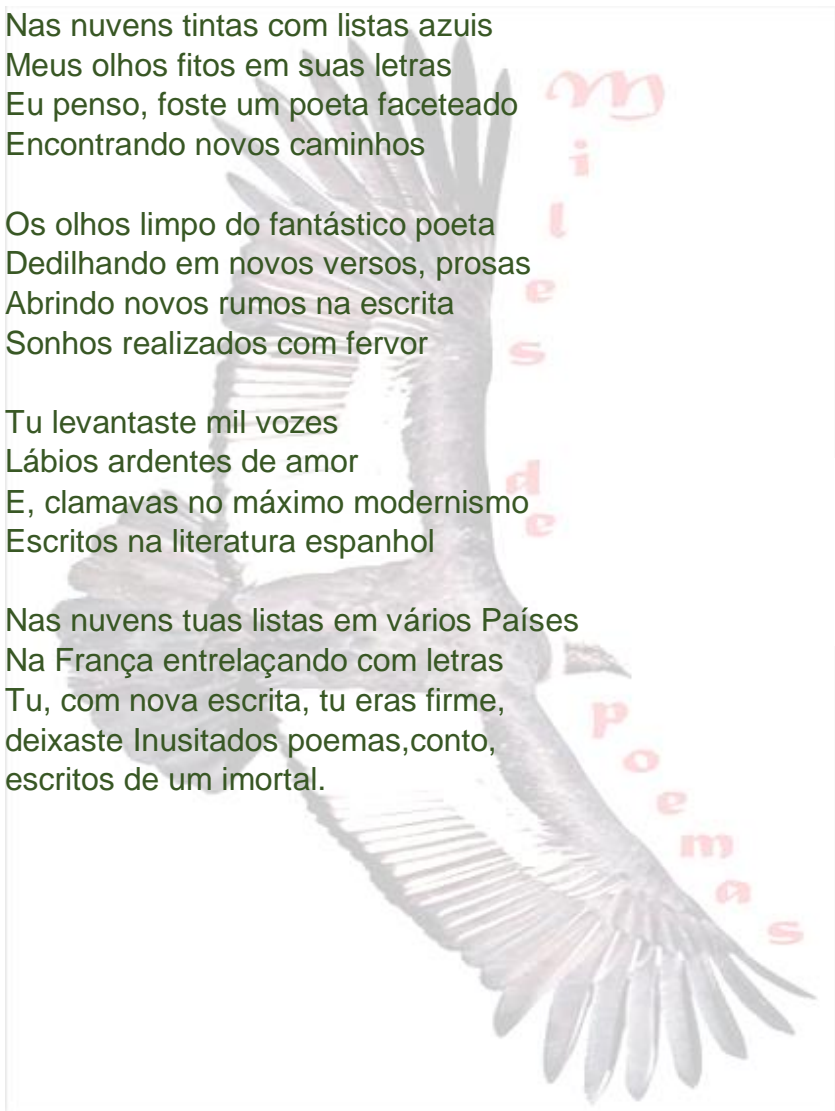 Nas nuvens tintas com listas azuis
Meus olhos fitos em suas letras
Eu penso, foste um poeta faceteado
Encontrando novos caminhos

Os olhos limpo do fantástico poeta
Dedilhando em novos versos, prosas
Abrindo novos rumos na escrita
Sonhos realizados com fervor

Tu levantaste mil vozes
Lábios ardentes de amor
E, clamavas no máximo modernismo
Escritos na literatura espanhol

Nas nuvens tuas listas em vários Países
Na França entrelaçando com letras
Tu, com nova escrita, tu eras firme,
deixaste Inusitados poemas,conto,
escritos de um imortal.

Miles de poemas